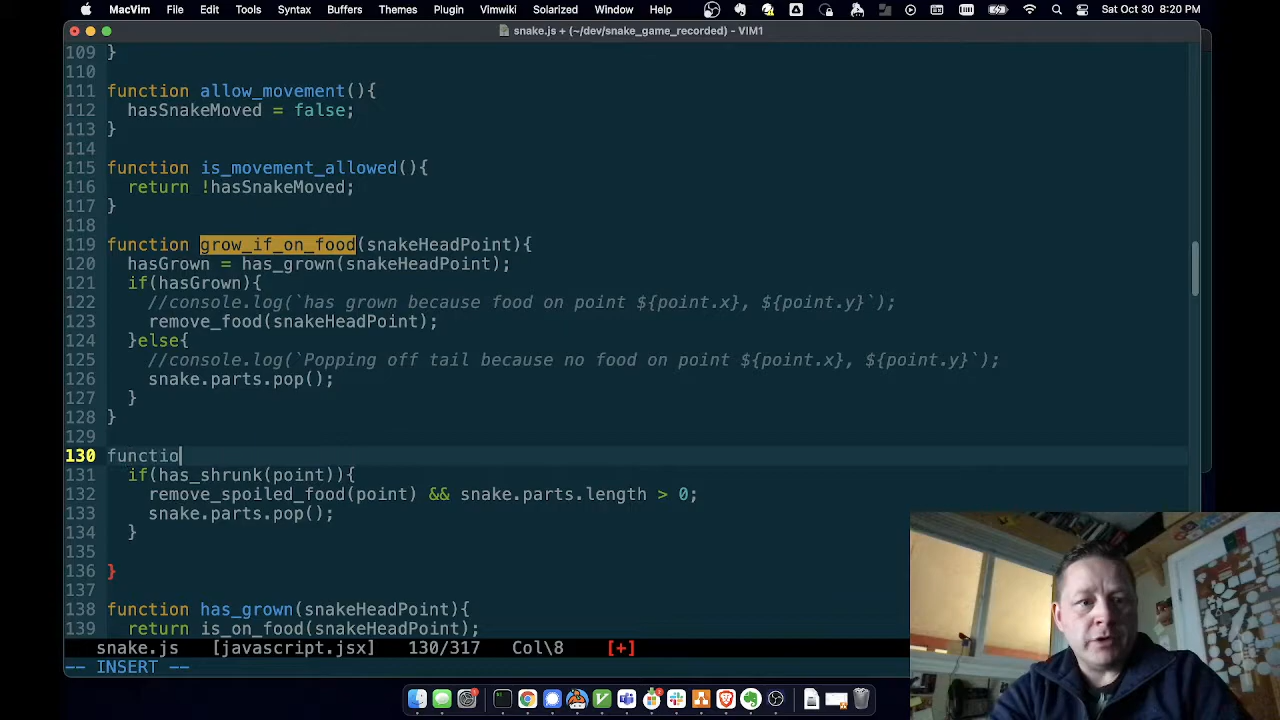 MacVim File Edit Tools Syntax Buffers Themes Plugin Vimwiki Solarized Window Help Sat Oct 30 8:20 PM
snake.js + (~/dev/snake_game_recorded) - VIM1
109 }
110
111 function allow_movement(){
112 hasSnakeMoved = false;
113 }
114
115 function is_movement_allowed(){
116 return !hasSnakeMoved;
117 }
118
119 function grow_if_on_food(snakeHeadPoint){
120 hasGrown = has_grown(snakeHeadPoint);
121 if(hasGrown){
122 //console.log(`has grown because food on point ${point.x}, ${point.y}`);
123 remove_food(snakeHeadPoint);
124 }else{
125 //console.log(`Popping off tail because no food on point ${point.x}, ${point.y}`);
126 snake.parts.pop();
127 }
128 }
129
130 functio
131 if(has_shrunk(point)){
132 remove_spoiled_food(point) && snake.parts.length > 0;
133 snake.parts.pop();
134 }
135
136 }
137
138 function has_grown(snakeHeadPoint){
139 return is_on_food(snakeHeadPoint);
snake.js [javascript.jsx] 130/317 Col\8 [+]
-- INSERT --